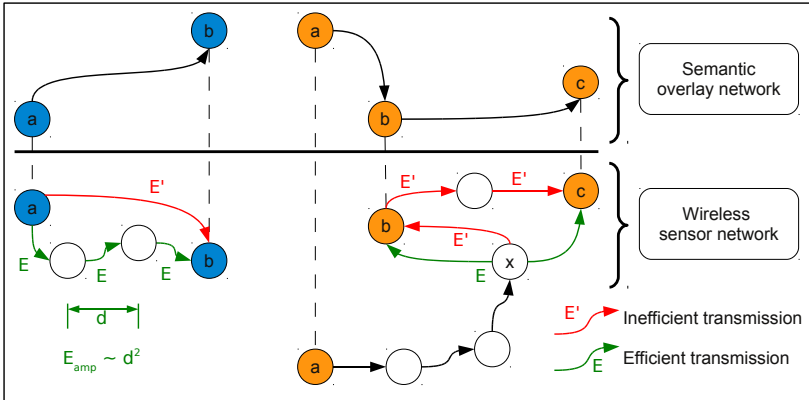 b
a
a
c
b
Semantic
overlay network
a
E'
E
E
E
b
d
E_amp ~ d²
E'
E'
c
b
E'
E
x
a
Wireless
sensor network
E' Inefficient transmission
E Efficient transmission